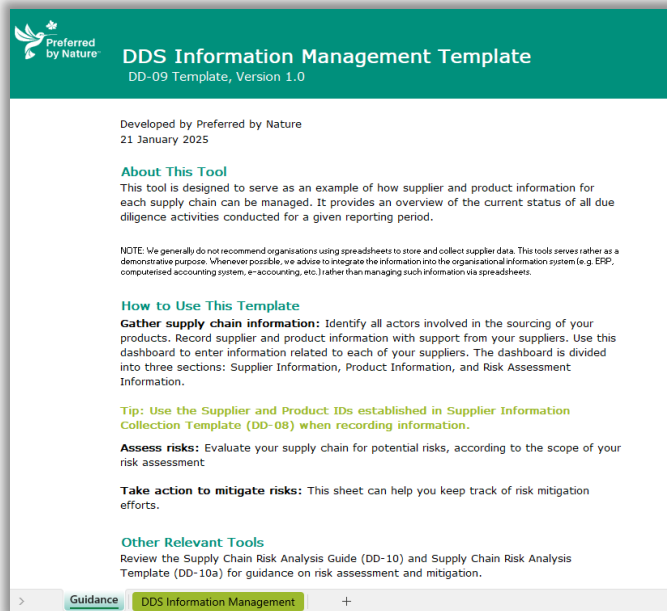 Preferred
by Nature™
DDS Information Management Template
DD-09 Template, Version 1.0
Developed by Preferred by Nature
21 January 2025
About This Tool
This tool is designed to serve as an example of how supplier and product information for
each supply chain can be managed. It provides an overview of the current status of all due
diligence activities conducted for a given reporting period.
NOTE: We generally do not recommend organisations using spreadsheets to store and collect supplier data. This tools serves rather as a
demonstrative purpose. Whenever possible, we advise to integrate the information into the organisational information system (e.g. ERP,
computerised accounting system, e-accounting, etc.) rather than managing such information via spreadsheets.
How to Use This Template
Gather supply chain information: Identify all actors involved in the sourcing of your
products. Record supplier and product information with support from your suppliers. Use this
dashboard to enter information related to each of your suppliers. The dashboard is divided
into three sections: Supplier Information, Product Information, and Risk Assessment
Information.
Tip: Use the Supplier and Product IDs established in Supplier Information
Collection Template (DD-08) when recording information.
Assess risks: Evaluate your supply chain for potential risks, according to the scope of your
risk assessment
Take action to mitigate risks: This sheet can help you keep track of risk mitigation
efforts.
Other Relevant Tools
Review the Supply Chain Risk Analysis Guide (DD-10) and Supply Chain Risk Analysis
Template (DD-10a) for guidance on risk assessment and mitigation.
Guidance DDS Information Management +